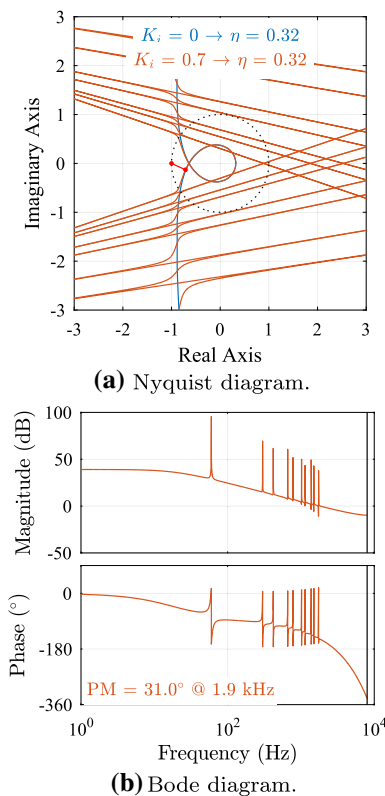 K_i = 0 → η = 0.32
K_i = 0.7 → η = 0.32
3
2
1
0
-1
-2
-3
Imaginary Axis
-3 -2 -1 0 1 2 3
Real Axis
(a) Nyquist diagram.
100
50
0
-50
Magnitude (dB)
0
-180
-360
Phase (°)
PM = 31.0° @ 1.9 kHz
10^0 10^2 10^4
Frequency (Hz)
(b) Bode diagram.